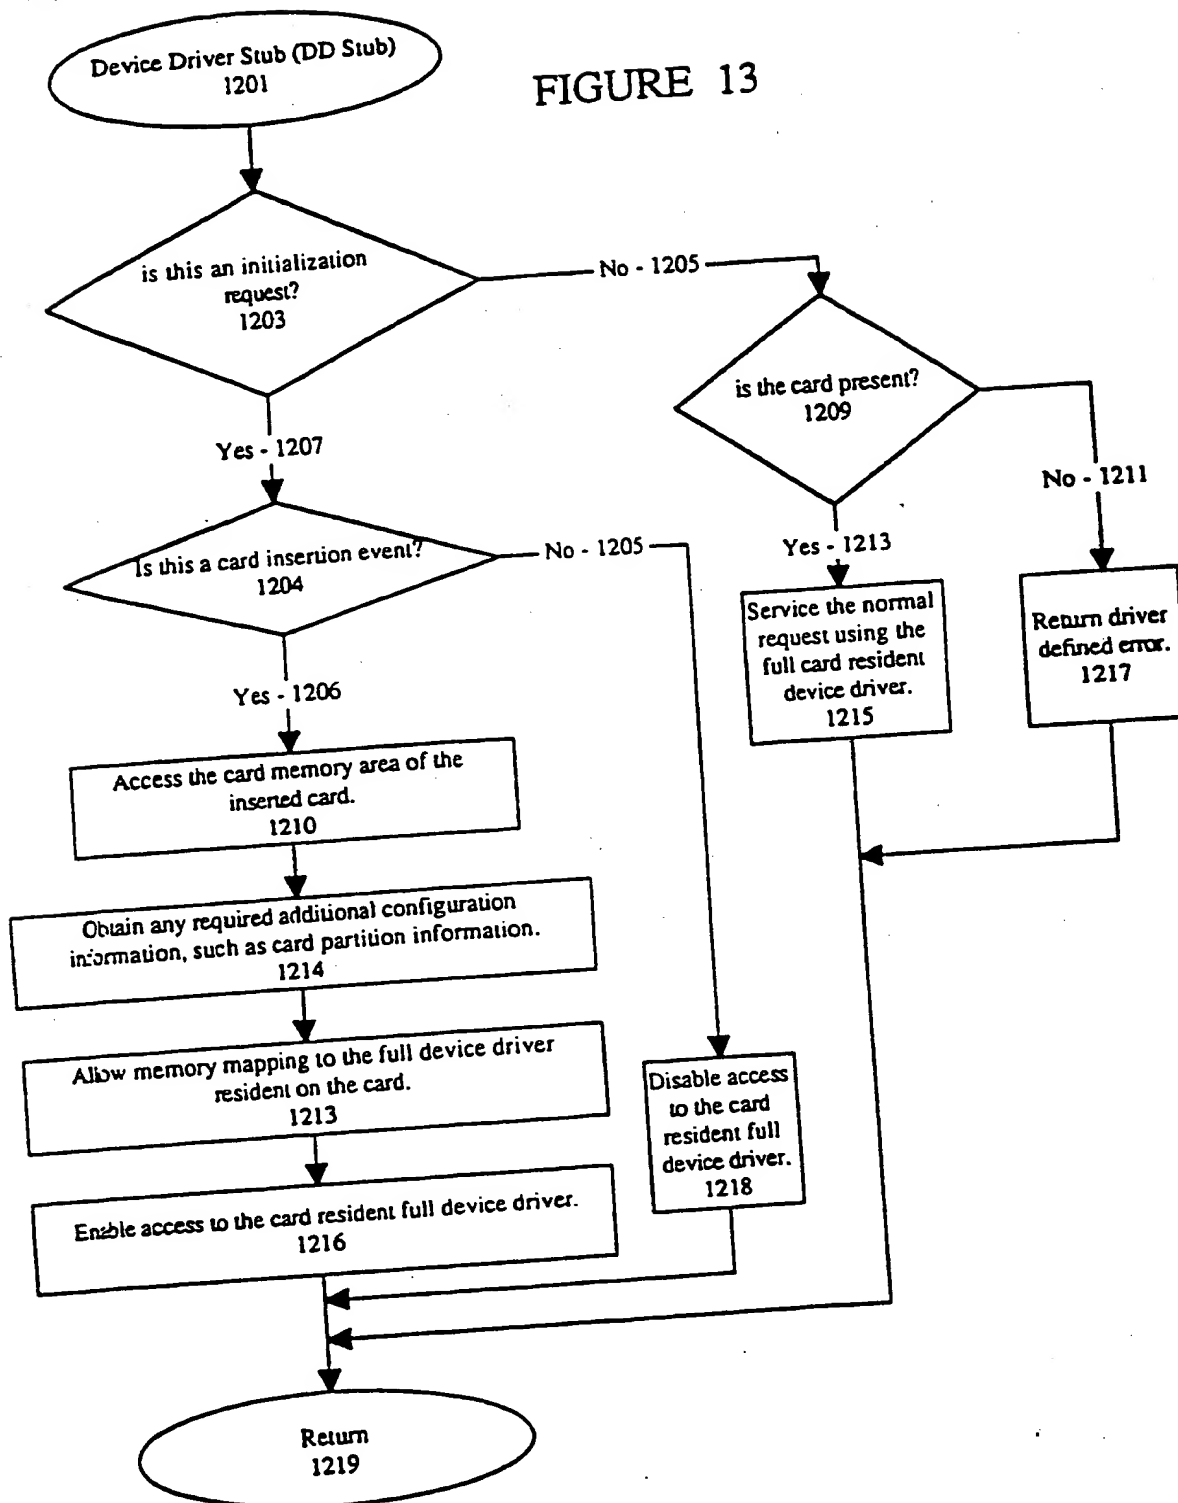 Device Driver Stub (DD Stub)
1201
FIGURE 13
is this an initialization
request?
1203
No - 1205
is the card present?
1209
Yes - 1207
No - 1211
Is this a card insertion event?
1204
No - 1205
Yes - 1213
Service the normal
request using the
full card resident
device driver.
1215
Return driver
defined error.
1217
Yes - 1206
Access the card memory area of the
inserted card.
1210
Obtain any required additional configuration
information, such as card partition information.
1214
Allow memory mapping to the full device driver
resident on the card.
1213
Disable access
to the card
resident full
device driver.
1218
Enable access to the card resident full device driver.
1216
Return
1219